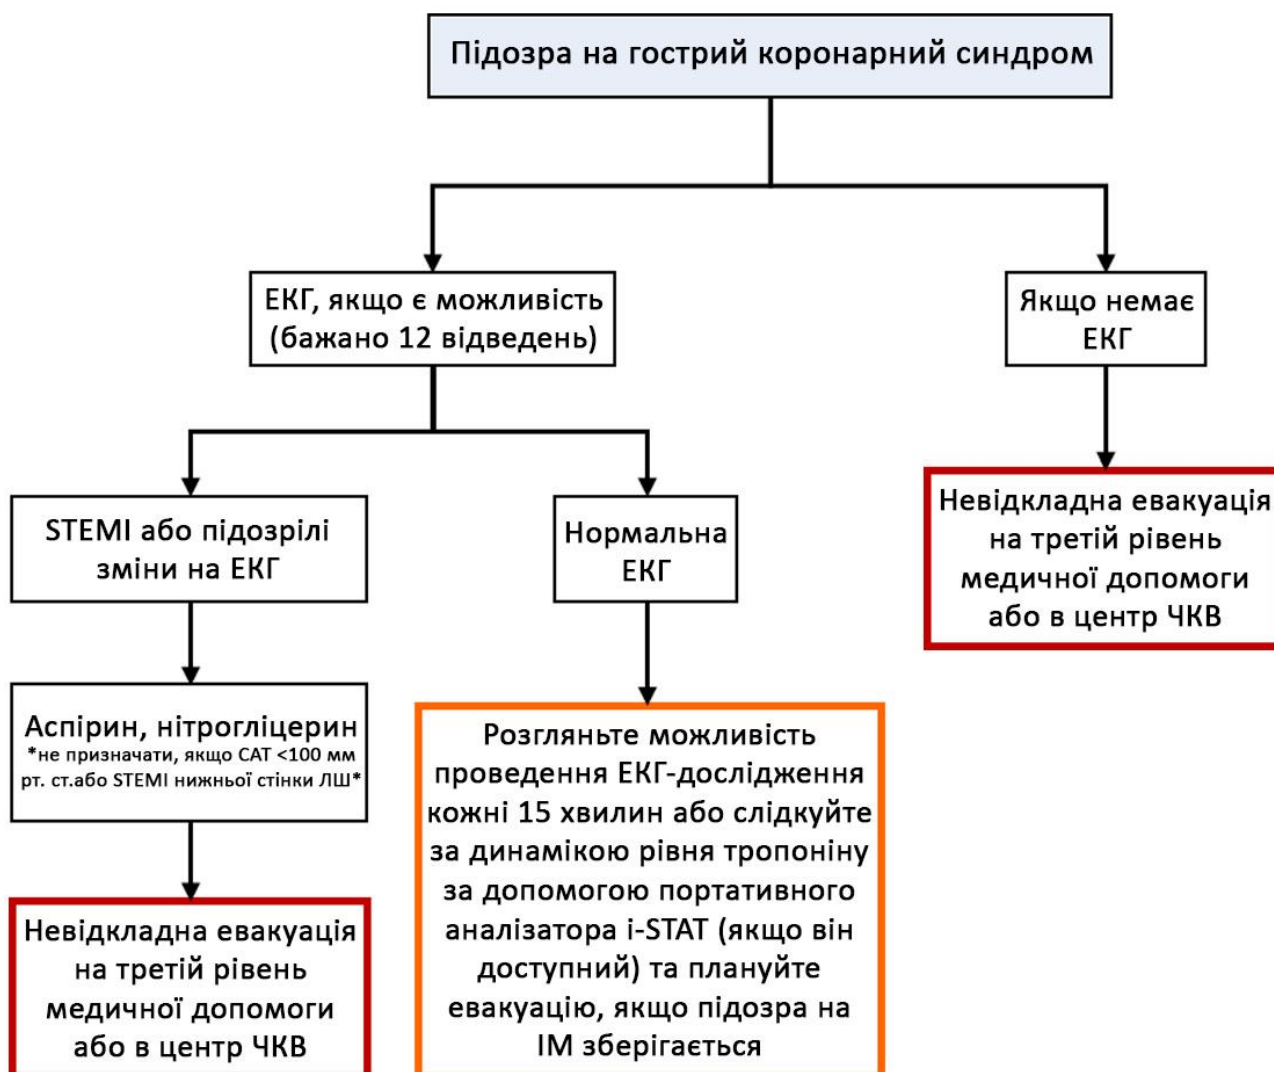 Підозра на гострий коронарний синдром
ЕКГ, якщо є можливість
(бажано 12 відведень)
Якщо немає
ЕКГ
STEMI або підозрілі
зміни на ЕКГ
Нормальна
ЕКГ
Невідкладна евакуація
на третій рівень
медичної допомоги
або в центр ЧКВ
Аспірин, нітрогліцерин
*не призначати, якщо САТ <100 мм
рт. ст.або STEMI нижньої стінки ЛШ*
Розгляньте можливість
проведення ЕКГ-дослідження
кожні 15 хвилин або слідкуйте
за динамікою рівня тропоніну
за допомогою портативного
аналізатора i-STAT (якщо він
доступний) та плануйте
евакуацію, якщо підозра на
ІМ зберігається
Невідкладна евакуація
на третій рівень
медичної допомоги
або в центр ЧКВ